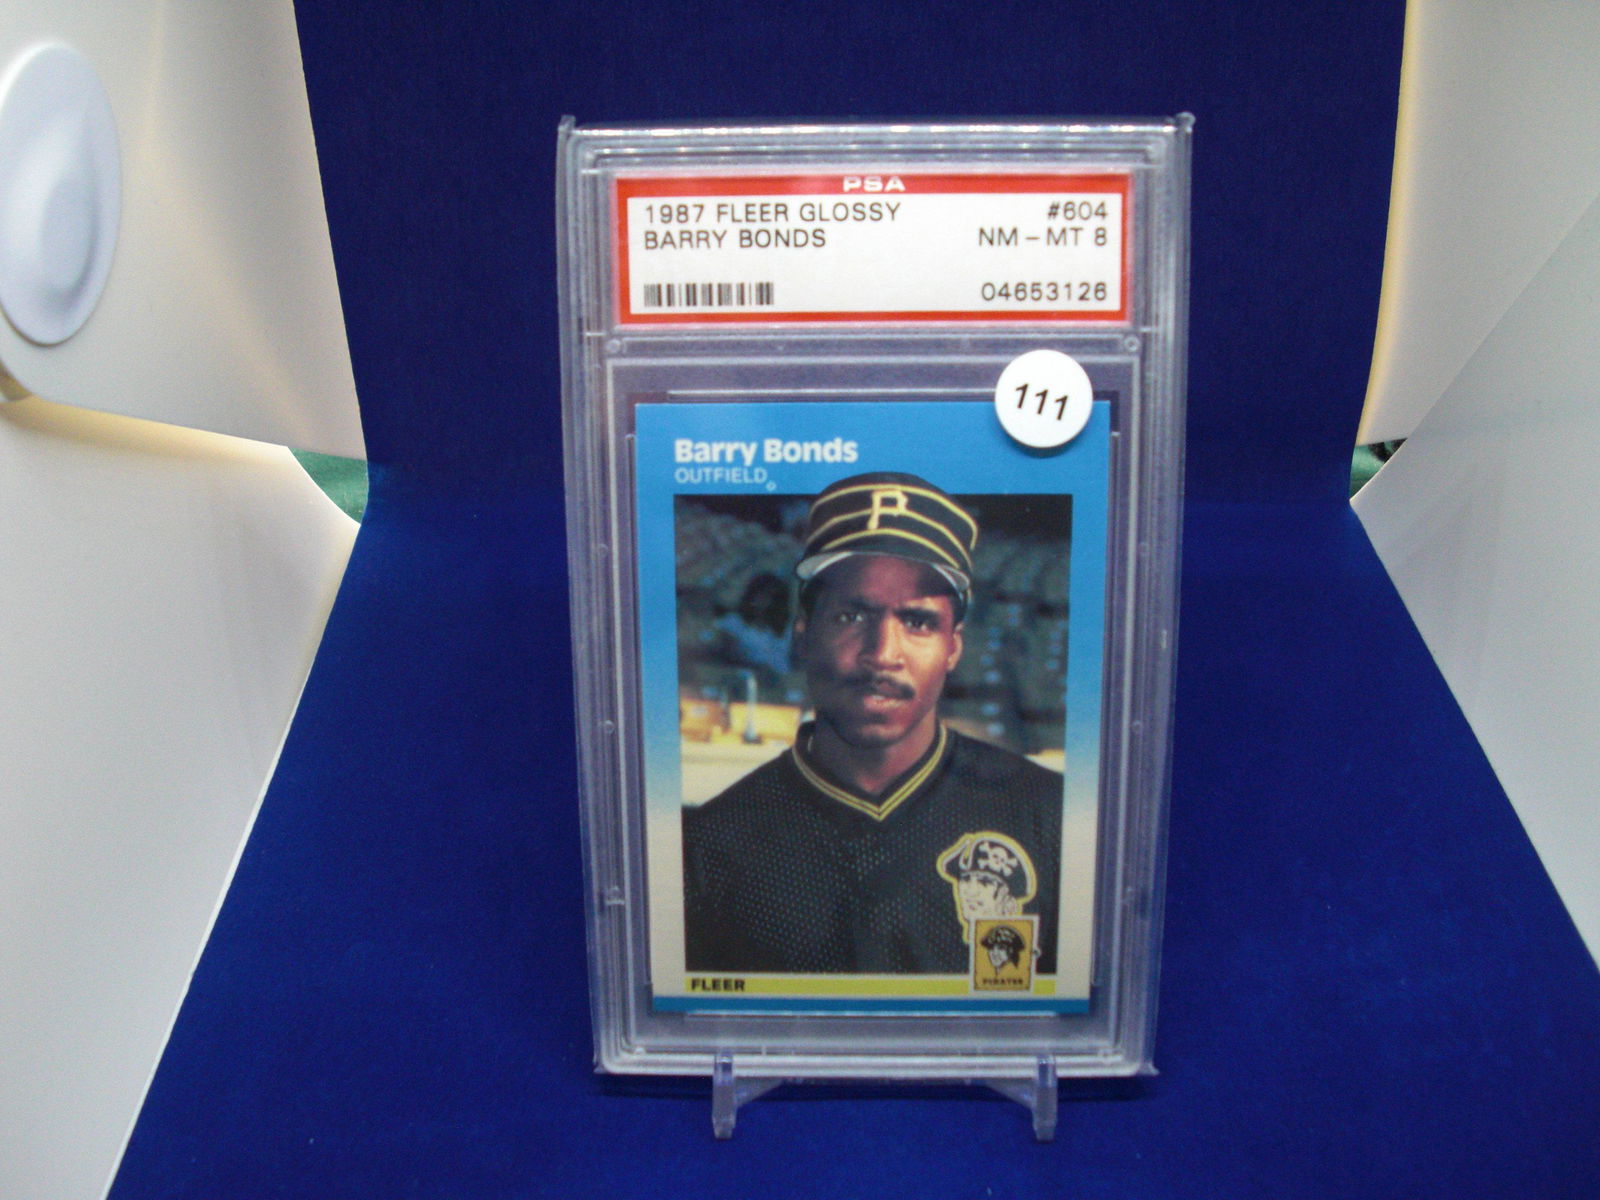 PSA
1987 FLEER GLOSSY #604
BARRY BONDS NM - MT 8
04653126
111
Barry Bonds
OUTFIELD
P
FLEER
PIRATES